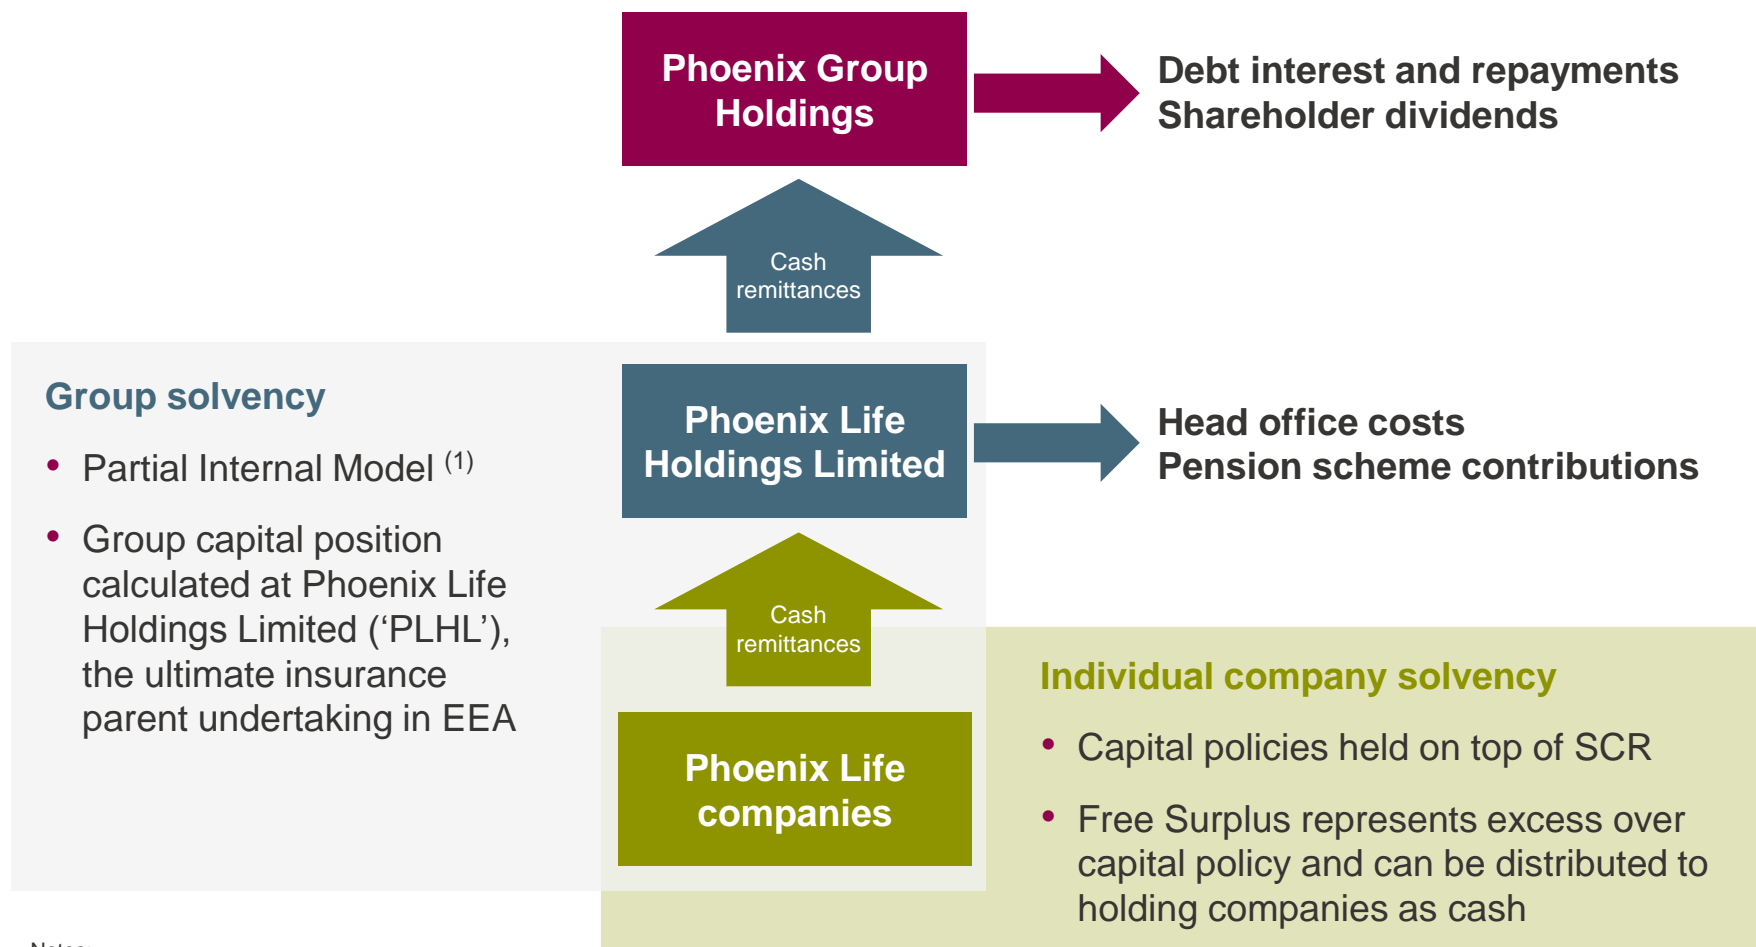 Phoenix Group
Holdings
Debt interest and repayments
Shareholder dividends
Cash
remittances
Group solvency
• Partial Internal Model (1)
• Group capital position
calculated at Phoenix Life
Holdings Limited (‘PLHL’),
the ultimate insurance
parent undertaking in EEA
Phoenix Life
Holdings Limited
Head office costs
Pension scheme contributions
Cash
remittances
Phoenix Life
companies
Individual company solvency
• Capital policies held on top of SCR
• Free Surplus represents excess over
capital policy and can be distributed to
holding companies as cash